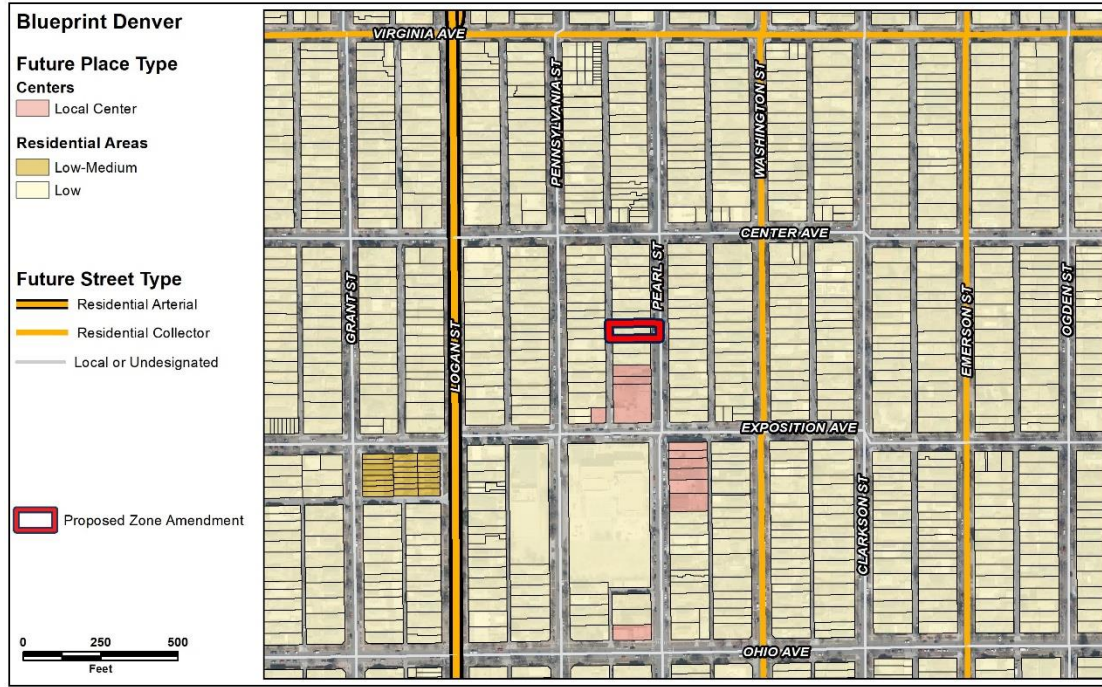 Blueprint Denver
Future Place Type
Centers
Local Center
Residential Areas
Low-Medium
Low
Future Street Type
Residential Arterial
Residential Collector
Local or Undesignated
Proposed Zone Amendment
0 250 500
Feet
VIRGINIA AVE
PENNSYLVANIA ST
WASHINGTON ST
CENTER AVE
GRANT ST
LOGAN ST
PEARL ST
EMERSON ST
OGDEN ST
EXPOSITION AVE
CLARKSON ST
OHIO AVE